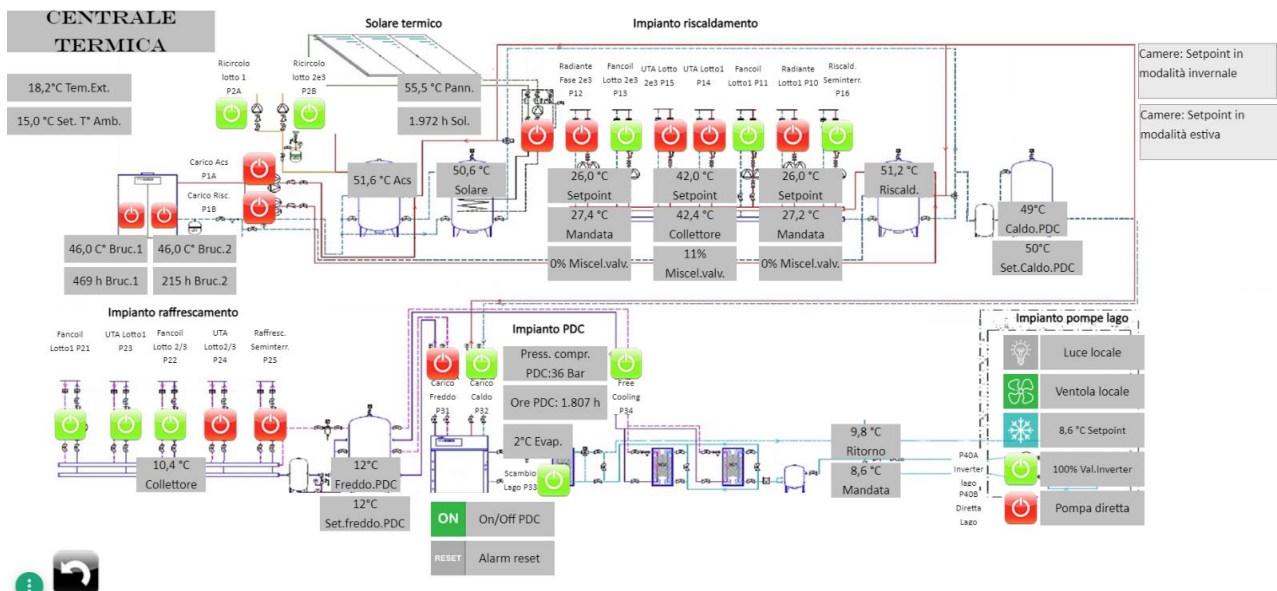 CENTRALE
TERMICA
Solare termico
Impianto riscaldamento
Camere: Setpoint in
modalità invernale
Camere: Setpoint in
modalità estiva
18,2°C Tem.Ext.
15,0 °C Set. T° Amb.
Ricircolo
lotto 1
P2A
Ricircolo
lotto 2e3
P2B
55,5 °C Pann.
1.972 h Sol.
Radiante
Fase 2e3
P12
Fancoil
Lotto 2e3
P13
UTA Lotto
2e3 P15
UTA Lotto1
P14
Fancoil
Lotto1 P11
Radiante
Lotto1 P10
Riscald.
Seminterr.
P16
Carico Acs
P1A
Carico Risc.
P1B
51,6 °C Acs
50,6 °C
Solare
26,0 °C
Setpoint
42,0 °C
Setpoint
26,0 °C
Setpoint
51,2 °C
Riscald.
27,4 °C
Mandata
42,4 °C
Collettore
27,2 °C
Mandata
0% Miscel.valv.
11%
Miscel.valv.
0% Miscel.valv.
49°C
Caldo.PDC
50°C
Set.Caldo.PDC
46,0 C° Bruc.1
46,0 C° Bruc.2
469 h Bruc.1
215 h Bruc.2
Impianto raffrescamento
Impianto PDC
Impianto pompe lago
Fancoil
Lotto1 P21
UTA Lotto1
P23
Fancoil
Lotto 2/3
P22
UTA
Lotto2/3
P24
Raffresc.
Seminterr.
P25
Carico
Freddo
P31
Carico
Caldo
P32
Press. compr.
PDC:36 Bar
Ore PDC: 1.807 h
Free
Cooling
P34
2°C Evap.
Scambio
Lago P33
10,4 °C
Collettore
12°C
Freddo.PDC
12°C
Set.freddo.PDC
9,8 °C
Ritorno
8,6 °C
Mandata
Luce locale
Ventola locale
8,6 °C Setpoint
P40A
Inverter
lago
100% Val.Inverter
P40B
Diretta
Lago
Pompa diretta
ON
On/Off PDC
RESET
Alarm reset